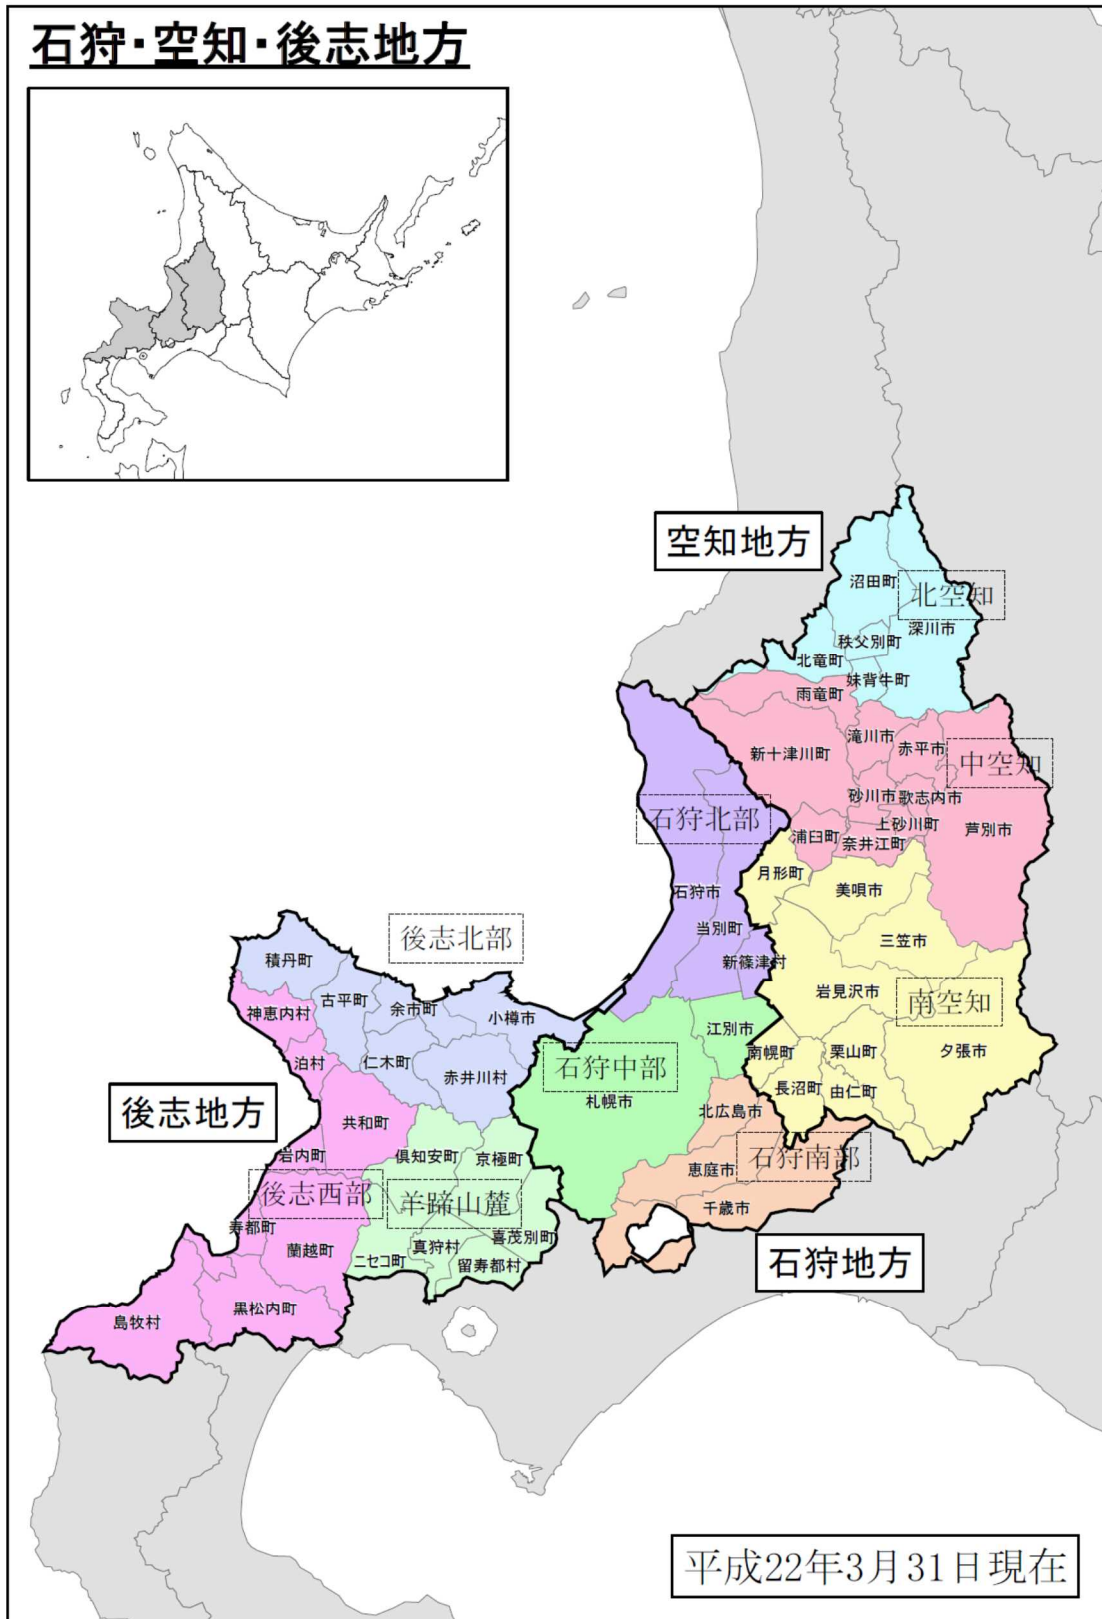 石狩・空知・後志地方
空知地方
沼田町
北空知
深川市
秩父別町
北竜町
妹背牛町
雨竜町
滝川市
赤平市
新十津川町
中空知
砂川市
歌志内市
石狩北部
上砂川町
芦別市
浦臼町
奈井江町
月形町
美唄市
石狩市
当別町
後志北部
三笠市
積丹町
新篠津村
岩見沢市
南空知
古平町
余市町
神恵内村
小樽市
江別市
南幌町
栗山町
夕張市
泊村
仁木町
石狩中部
赤井川村
長沼町
由仁町
後志地方
札幌市
北広島市
共和町
岩内町
倶知安町
京極町
石狩南部
恵庭市
後志西部
羊蹄山麓
千歳市
寿都町
蘭越町
真狩村
喜茂別町
ニセコ町
留寿都村
石狩地方
黒松内町
島牧村
平成22年3月31日現在